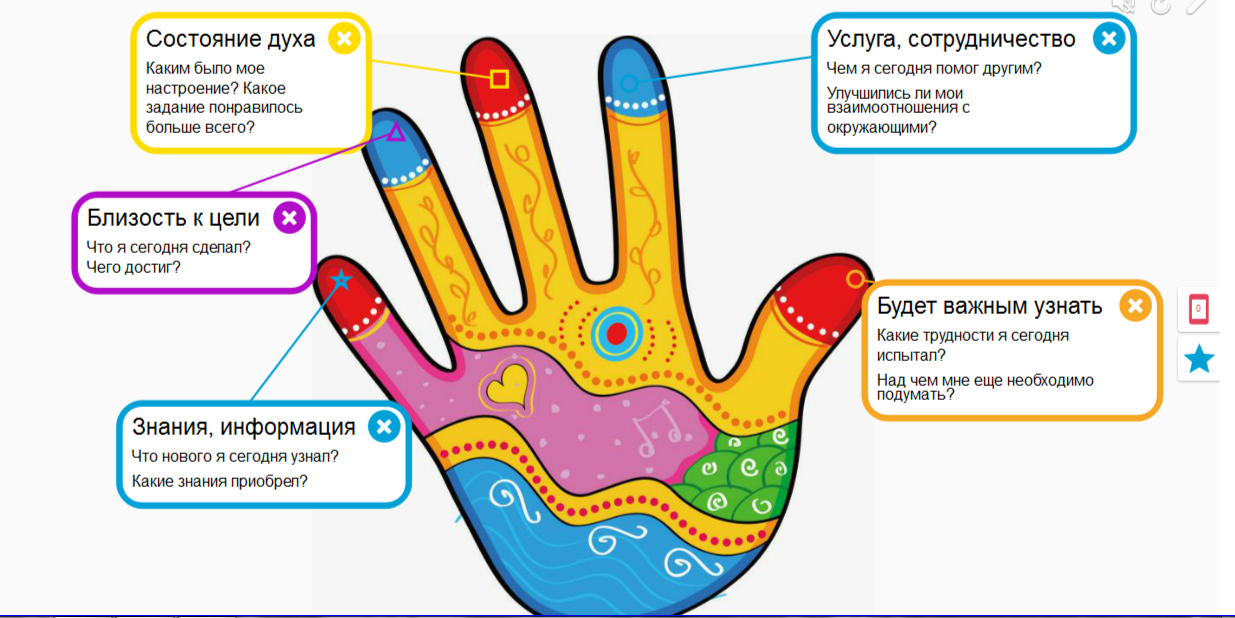 Состояние духа
Каким было мое
настроение? Какое
задание понравилось
больше всего?
Услуга, сотрудничество
Чем я сегодня помог другим?
Улучшились ли мои
взаимоотношения с
окружающими?
Близость к цели
Что я сегодня сделал?
Чего достиг?
Будет важным узнать
Какие трудности я сегодня
испытал?
Над чем мне еще необходимо
подумать?
Знания, информация
Что нового я сегодня узнал?
Какие знания приобрел?
0